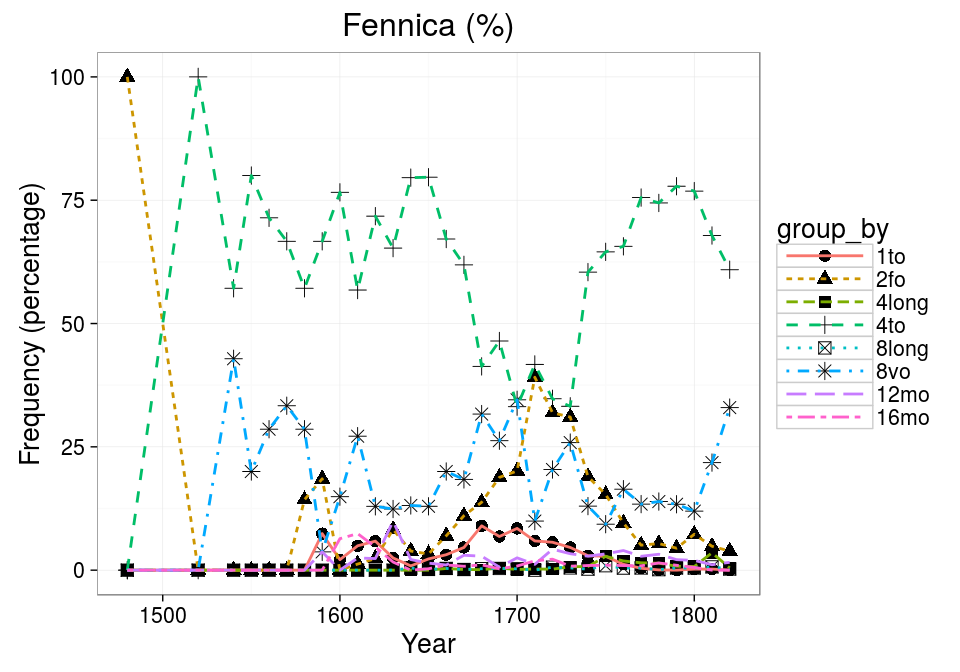 Fennica (%)
100
75
50
25
0
Frequency (percentage)
1500
1600
1700
1800
Year
group_by
1to
2fo
4long
4to
8long
8vo
12mo
16mo